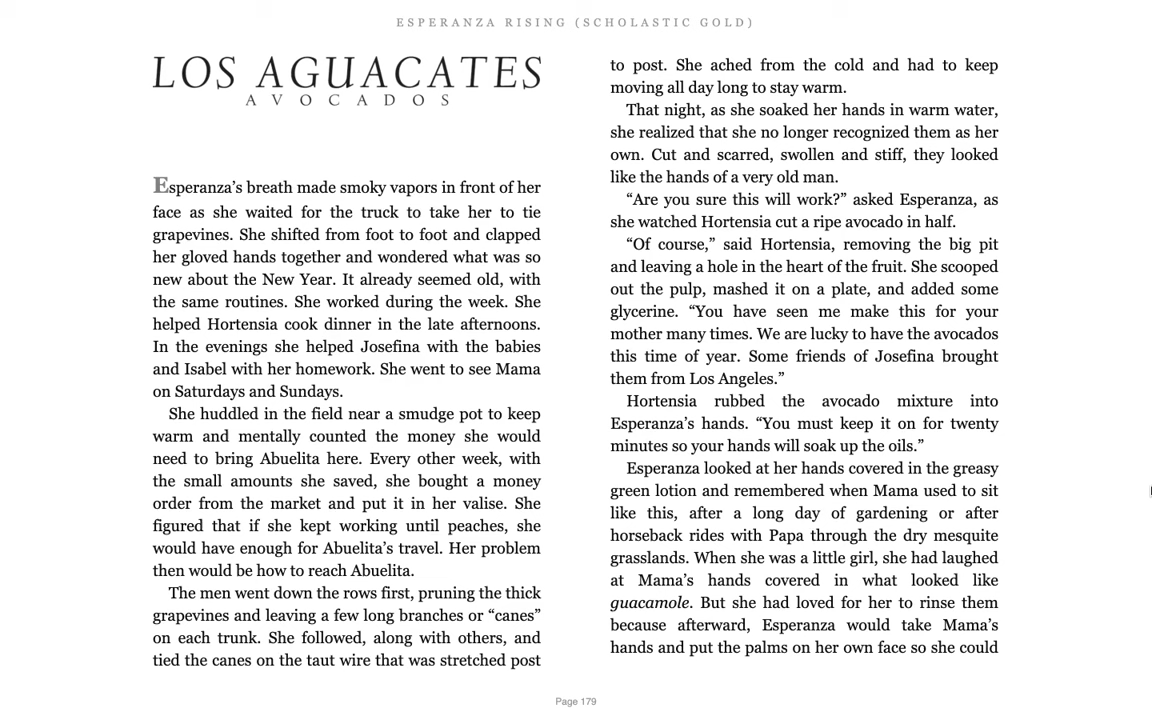 ESPERANZA RISING (SCHOLASTIC GOLD)
LOS AGUACATES
AVOCADOS
Esperanza’s breath made smoky vapors in front of her
face as she waited for the truck to take her to tie
grapevines. She shifted from foot to foot and clapped
her gloved hands together and wondered what was so
new about the New Year. It already seemed old, with
the same routines. She worked during the week. She
helped Hortensia cook dinner in the late afternoons.
In the evenings she helped Josefina with the babies
and Isabel with her homework. She went to see Mama
on Saturdays and Sundays.
She huddled in the field near a smudge pot to keep
warm and mentally counted the money she would
need to bring Abuelita here. Every other week, with
the small amounts she saved, she bought a money
order from the market and put it in her valise. She
figured that if she kept working until peaches, she
would have enough for Abuelita’s travel. Her problem
then would be how to reach Abuelita.
The men went down the rows first, pruning the thick
grapevines and leaving a few long branches or “canes”
on each trunk. She followed, along with others, and
tied the canes on the taut wire that was stretched post
to post. She ached from the cold and had to keep
moving all day long to stay warm.
That night, as she soaked her hands in warm water,
she realized that she no longer recognized them as her
own. Cut and scarred, swollen and stiff, they looked
like the hands of a very old man.
“Are you sure this will work?” asked Esperanza, as
she watched Hortensia cut a ripe avocado in half.
“Of course,” said Hortensia, removing the big pit
and leaving a hole in the heart of the fruit. She scooped
out the pulp, mashed it on a plate, and added some
glycerine. “You have seen me make this for your
mother many times. We are lucky to have the avocados
this time of year. Some friends of Josefina brought
them from Los Angeles.”
Hortensia rubbed the avocado mixture into
Esperanza’s hands. “You must keep it on for twenty
minutes so your hands will soak up the oils.”
Esperanza looked at her hands covered in the greasy
green lotion and remembered when Mama used to sit
like this, after a long day of gardening or after
horseback rides with Papa through the dry mesquite
grasslands. When she was a little girl, she had laughed
at Mama’s hands covered in what looked like
guacamole. But she had loved for her to rinse them
because afterward, Esperanza would take Mama’s
hands and put the palms on her own face so she could
Page 179